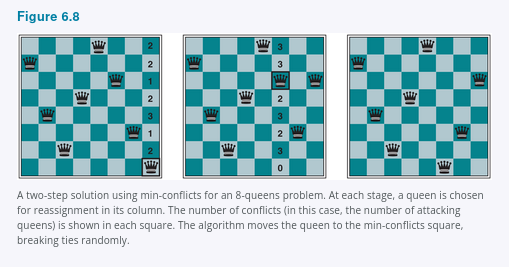 Figure 6.8
2 3
2 3
1
2 2
3 3
1 2
2 3
0
A two-step solution using min-conflicts for an 8-queens problem. At each stage, a queen is chosen
for reassignment in its column. The number of conflicts (in this case, the number of attacking
queens) is shown in each square. The algorithm moves the queen to the min-conflicts square,
breaking ties randomly.